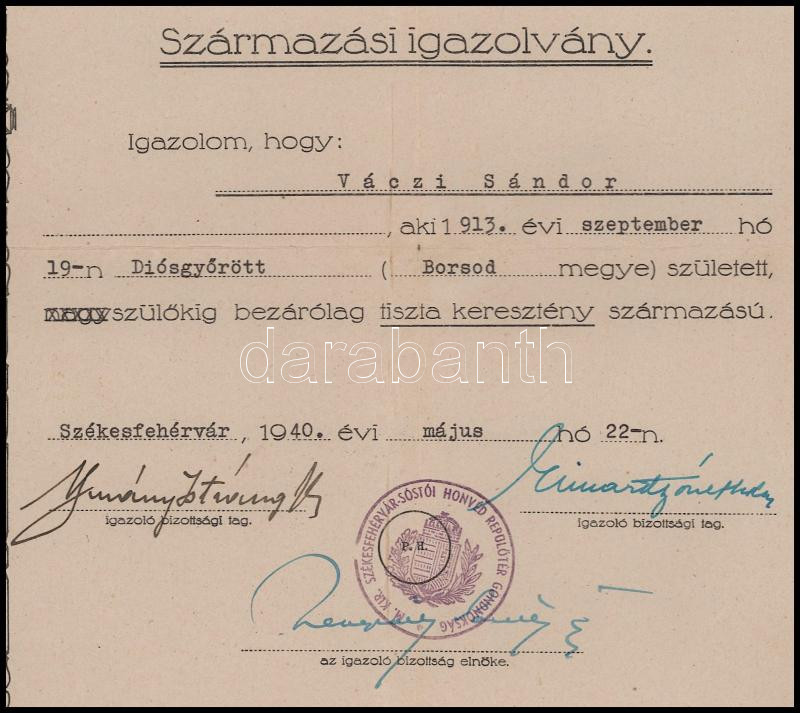 Származási igazolvány.
Igazolom, hogy:
Váczi Sándor
, aki 1913. évi szeptember hó
19-n Diósgyőrött ( Borsod megye) született,
szülőkig bezárólag tiszta keresztény származású.
darabanth
Székesfehérvár, 1940. évi május hó 22-n.
igazoló bizottsági tag.
igazoló bizottsági tag.
M. KIR. SZÉKESFEHÉRVÁR-SÓSTÓI HONVÉD REPÜLŐTÉR GONDNOKSÁG
P. H.
az igazoló bizottság elnöke.